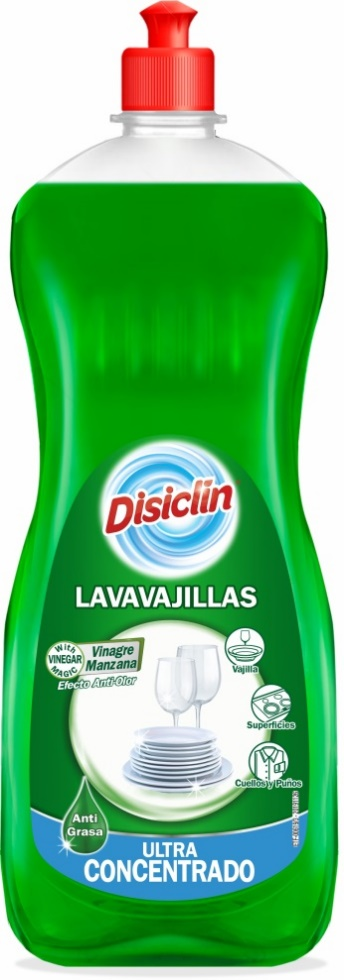 Disiclin
LAVAVAJILLAS
With
VINEGAR
MAGIC
Vinagre
Manzana
Efecto Anti-Olor
Vajilla
Superficies
Cuellos y Puños
Anti
Grasa
ULTRA
CONCENTRADO